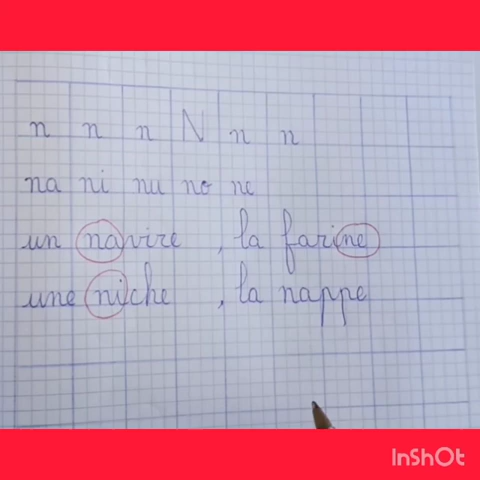 n n n N n n
na ni nu no ne
un navire , la farine
une niche , la nappe
InShOt